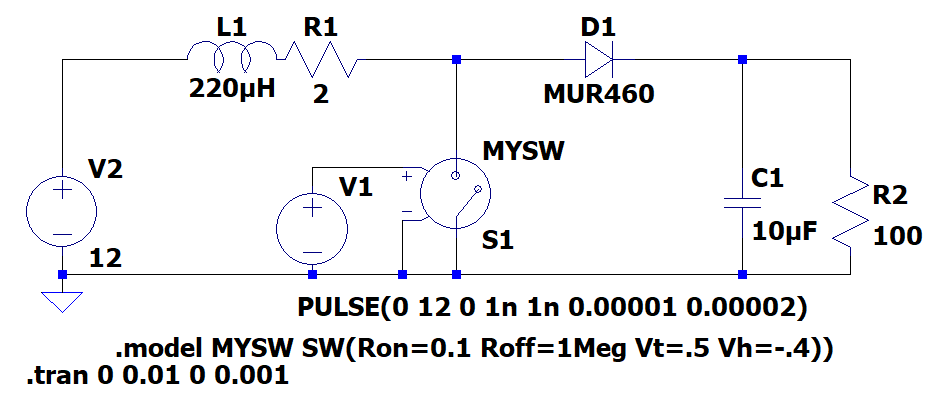 L1 R1 D1
220µH 2 MUR460
MYSW
V2 V1 + C1
+ + R2
- - - S1 10µF 100
12
PULSE(0 12 0 1n 1n 0.00001 0.00002)
.model MYSW SW(Ron=0.1 Roff=1Meg Vt=.5 Vh=-.4))
.tran 0 0.01 0 0.001